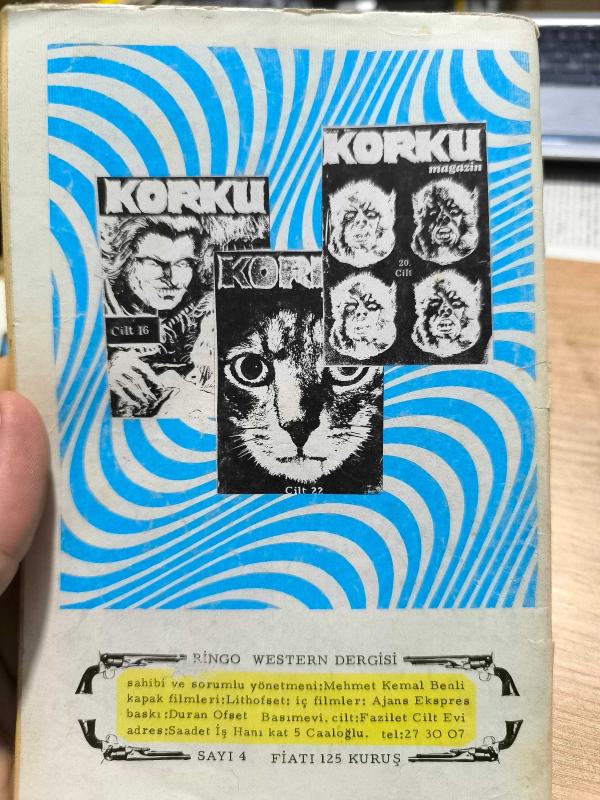 KORKU
magazin
20.
Cilt
KORKU
Cilt 16
KOR
Cilt 22
RİNGO WESTERN DERGİSİ
sahibi ve sorumlu yönetmeni:Mehmet Kemal Benli
kapak filmleri:Lithofset; iç filmler: Ajans Ekspres
baskı:Duran Ofset Basımevi, cilt:Fazilet Cilt Evi
adres:Saadet İş Hanı kat 5 Caaloğlu. tel:27 30 07
SAYI 4 FİATI 125 KURUŞ